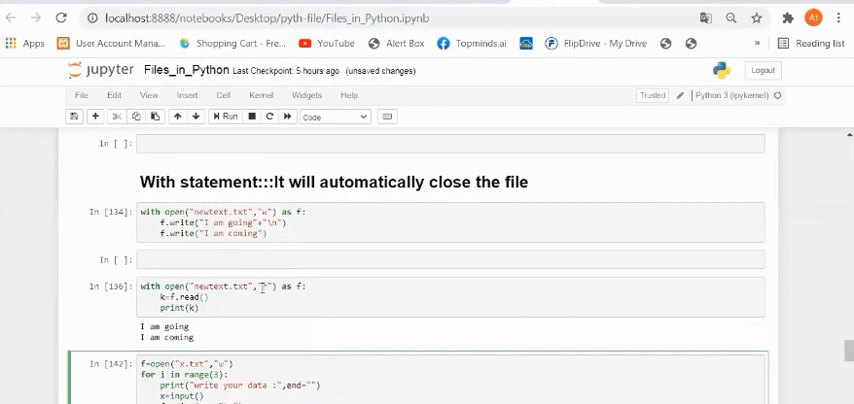 localhost:8888/notebooks/Desktop/pyth-file/Files_in_Python.ipynb
At
Apps User Account Mana... Shopping Cart - Fre... YouTube Alert Box Topminds.ai FlipDrive - My Drive » Reading list
jupyter Files_in_Python Last Checkpoint: 5 hours ago (unsaved changes) Logout
File Edit View Insert Cell Kernel Widgets Help Trusted Python 3 (ipykernel)
Run Code
In [ ]:
With statement:::It will automatically close the file
In [134]: with open("newtext.txt","w") as f:
f.write("I am going"+"\n")
f.write("I am coming")
In [ ]:
In [136]: with open("newtext.txt","r") as f:
k=f.read()
print(k)
I am going
I am coming
In [142]: f=open("x.txt","w")
for i in range(3):
print("write your data :",end="")
x=input()